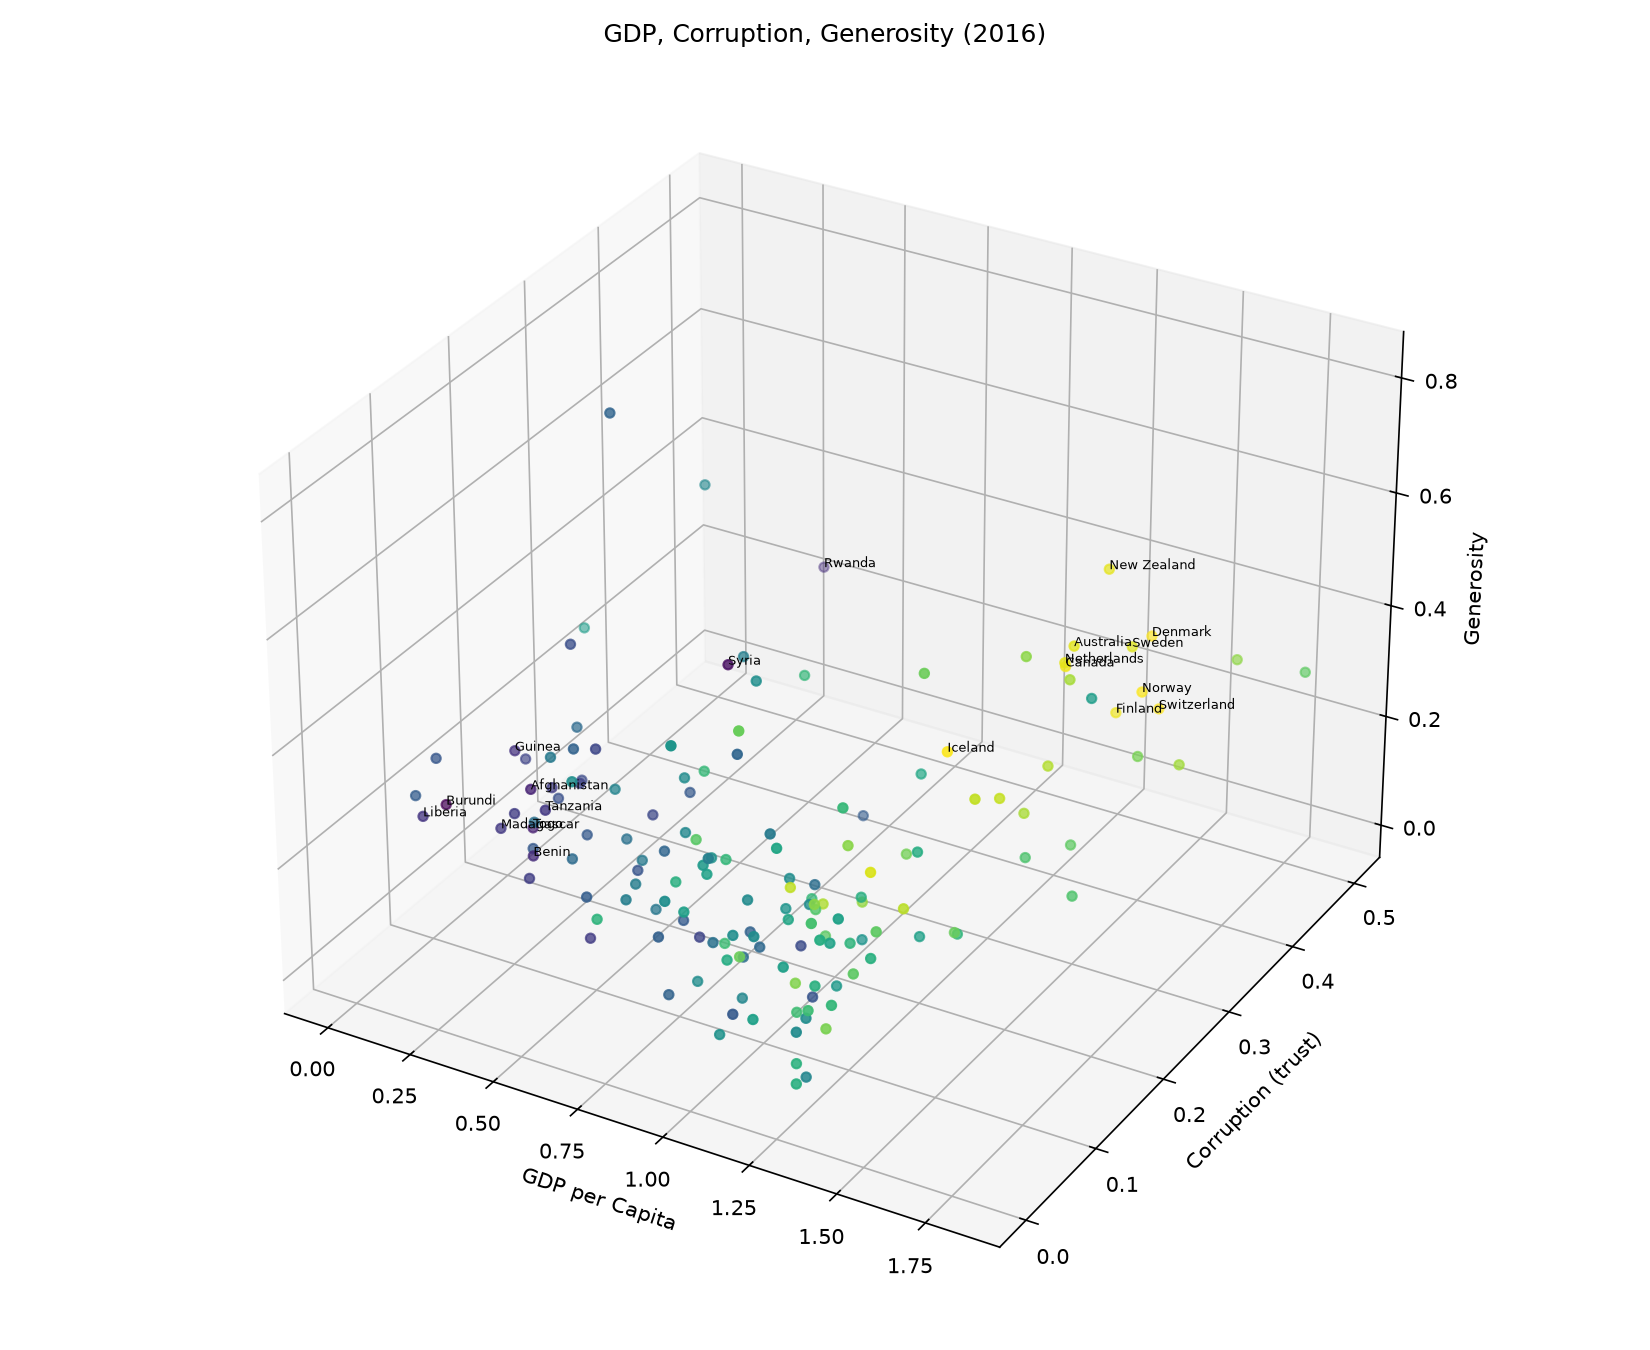 GDP, Corruption, Generosity (2016)
Rwanda
New Zealand
Denmark
Australia
Sweden
Netherlands
Canada
Syria
Norway
Switzerland
Finland
Iceland
Guinea
Afghanistan
Burundi
Tanzania
Liberia
Madagascar
Togo
Benin
0.8
0.6
0.4
0.2
0.0
Generosity
0.5
0.4
0.3
0.2
0.1
0.0
Corruption (trust)
0.00
0.25
0.50
0.75
1.00
1.25
1.50
1.75
GDP per Capita